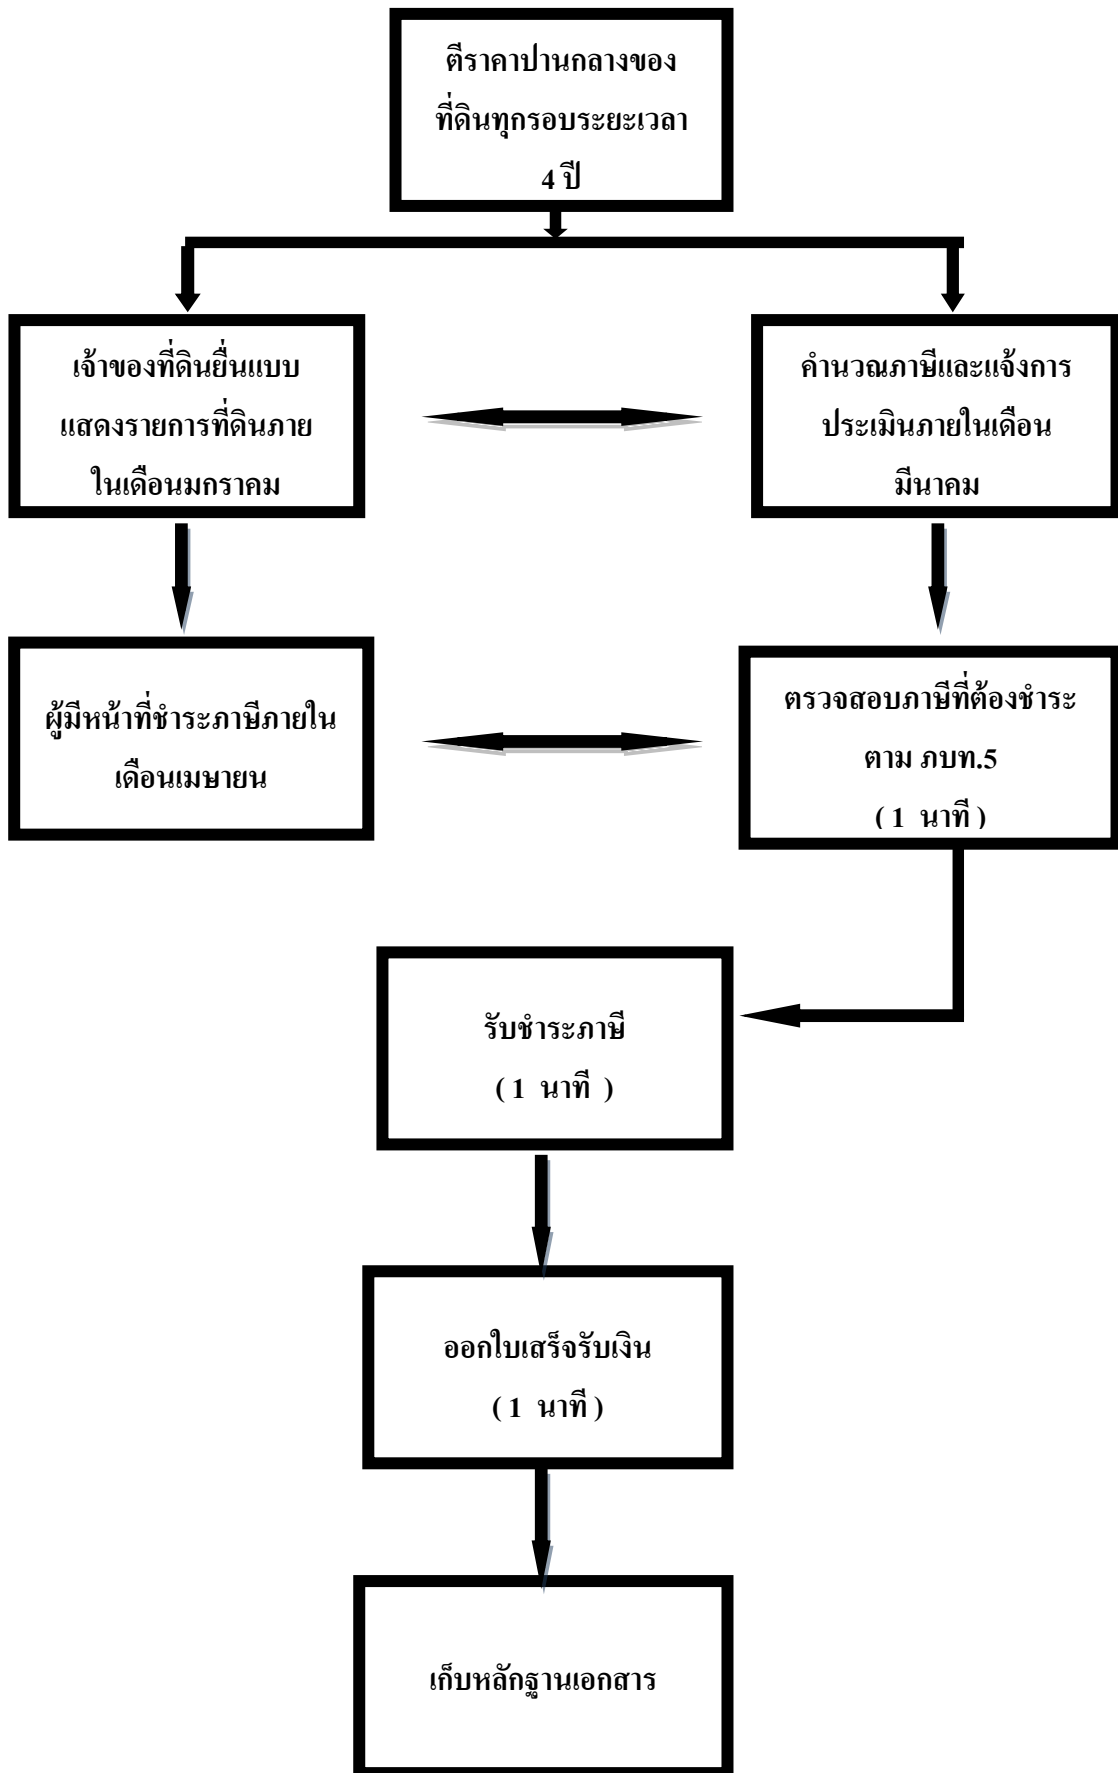 ตีราคาปานกลางของ
ที่ดินทุกรอบระยะเวลา
4 ปี
เจ้าของที่ดินยื่นแบบ
แสดงรายการที่ดินภาย
ในเดือนมกราคม
คำนวณภาษีและแจ้งการ
ประเมินภายในเดือน
มีนาคม
ผู้มีหน้าที่ชำระภาษีภายใน
เดือนเมษายน
ตรวจสอบภาษีที่ต้องชำระ
ตาม ภบท.5
( 1 นาที )
รับชำระภาษี
( 1 นาที )
ออกใบเสร็จรับเงิน
( 1 นาที )
เก็บหลักฐานเอกสาร